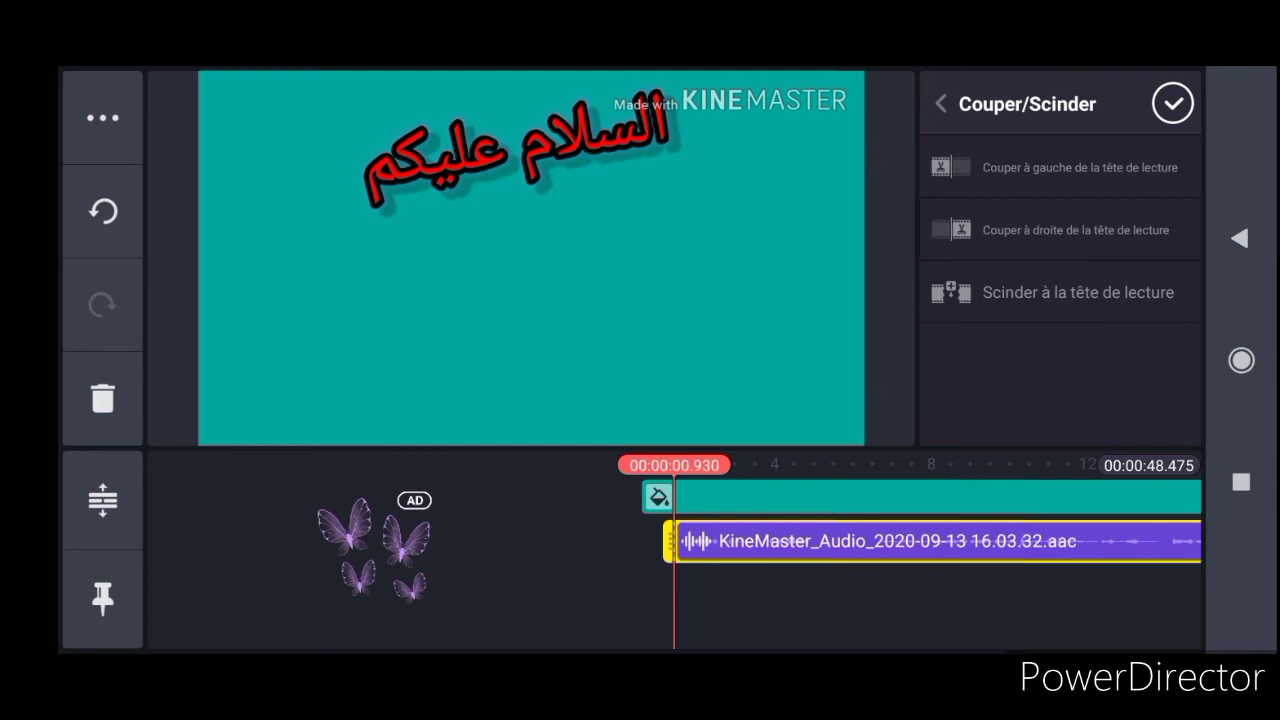 Made with KINEMASTER
السلام عليكم
Couper/Scinder
Couper à gauche de la tête de lecture
Couper à droite de la tête de lecture
Scinder à la tête de lecture
00:00:00.930
4
8
12
00:00:48.475
AD
KineMaster_Audio_2020-09-13 16.03.32.aac
PowerDirector